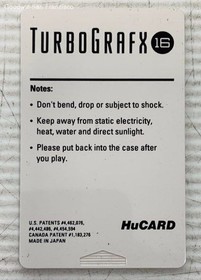 TURBOGRAFX 16
Notes:
• Don't bend, drop or subject to shock.
• Keep away from static electricity,
heat, water and direct sunlight.
• Please put back into the case after
you play.
U.S. PATENTS #4,462,076,
#4,442,486, #4,454,594
CANADA PATENT #1,183,276
MADE IN JAPAN
HuCARD